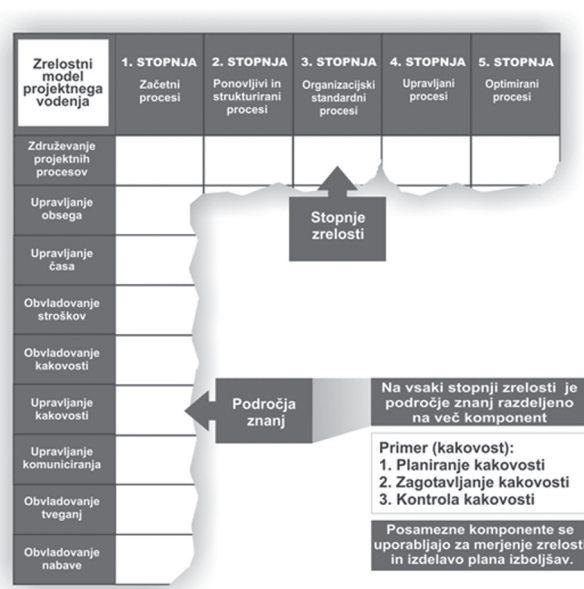 Zrelostni
model
projektnega
vodenja
1. STOPNJA
Začetni
procesi
2. STOPNJA
Ponovljivi in
strukturirani
procesi
3. STOPNJA
Organizacijski
standardni
procesi
4. STOPNJA
Upravljani
procesi
5. STOPNJA
Optimirani
procesi
Združevanje
projektnih
procesov
Upravljanje
obsega
Upravljanje
časa
Obvladovanje
stroškov
Obvladovanje
kakovosti
Upravljanje
kakovosti
Upravljanje
komuniciranja
Obvladovanje
tveganj
Obvladovanje
nabave
Stopnje
zrelosti
Področja
znanj
Na vsaki stopnji zrelosti je
področje znanj razdeljeno
na več komponent
Primer (kakovost):
1. Planiranje kakovosti
2. Zagotavljanje kakovosti
3. Kontrola kakovosti
Posamezne komponente se
uporabljajo za merjenje zrelosti
in izdelavo plana izboljšav.